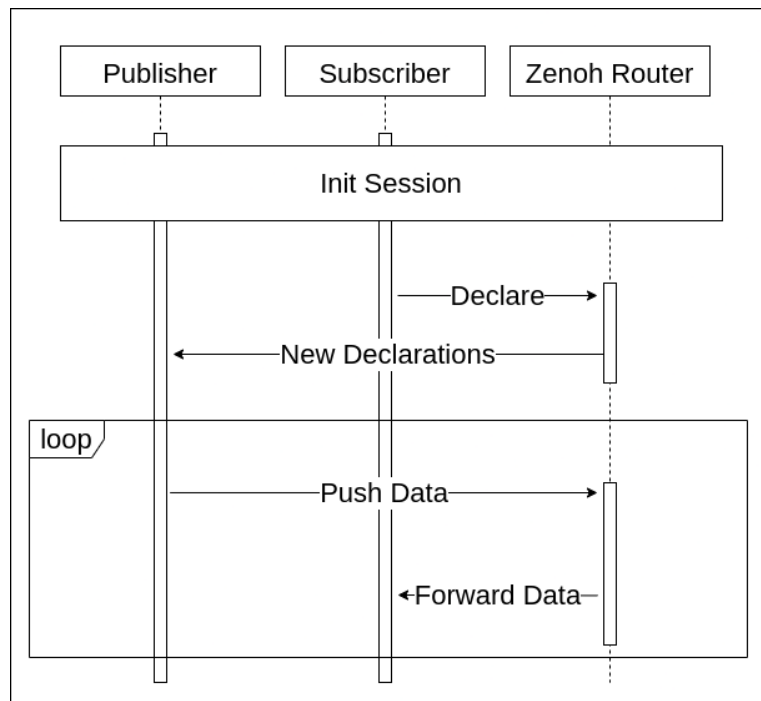 Publisher
Subscriber
Zenoh Router
Init Session
Declare
New Declarations
loop
Push Data
Forward Data